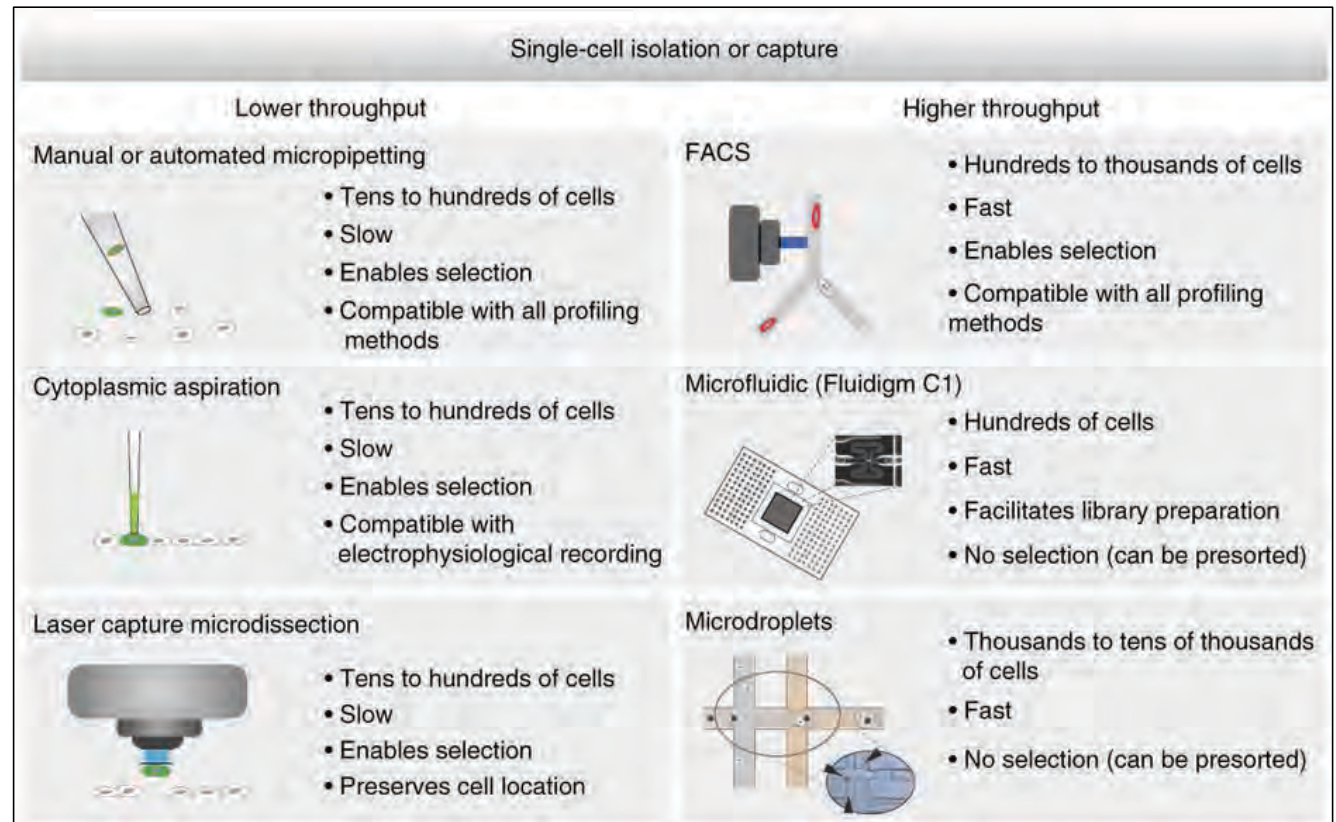 Single-cell isolation or capture
Lower throughput
Manual or automated micropipetting
• Tens to hundreds of cells
• Slow
• Enables selection
• Compatible with all profiling
methods
Cytoplasmic aspiration
• Tens to hundreds of cells
• Slow
• Enables selection
• Compatible with
electrophysiological recording
Laser capture microdissection
• Tens to hundreds of cells
• Slow
• Enables selection
• Preserves cell location
Higher throughput
FACS
• Hundreds to thousands of cells
• Fast
• Enables selection
• Compatible with all profiling
methods
Microfluidic (Fluidigm C1)
• Hundreds of cells
• Fast
• Facilitates library preparation
• No selection (can be presorted)
Microdroplets
• Thousands to tens of thousands
of cells
• Fast
• No selection (can be presorted)